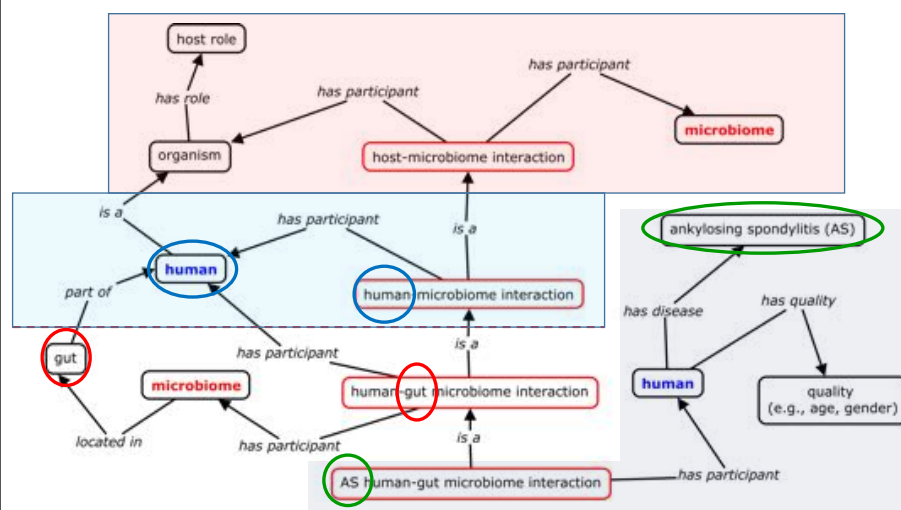 host role
has participant
has participant
has role
microbiome
organism
host-microbiome interaction
is a
has participant
is a
ankylosing spondylitis (AS)
human
part of
human-microbiome interaction
has disease
has quality
gut
has participant
is a
microbiome
human-gut microbiome interaction
human
quality
(e.g., age, gender)
located in
has participant
is a
AS human-gut microbiome interaction
has participant